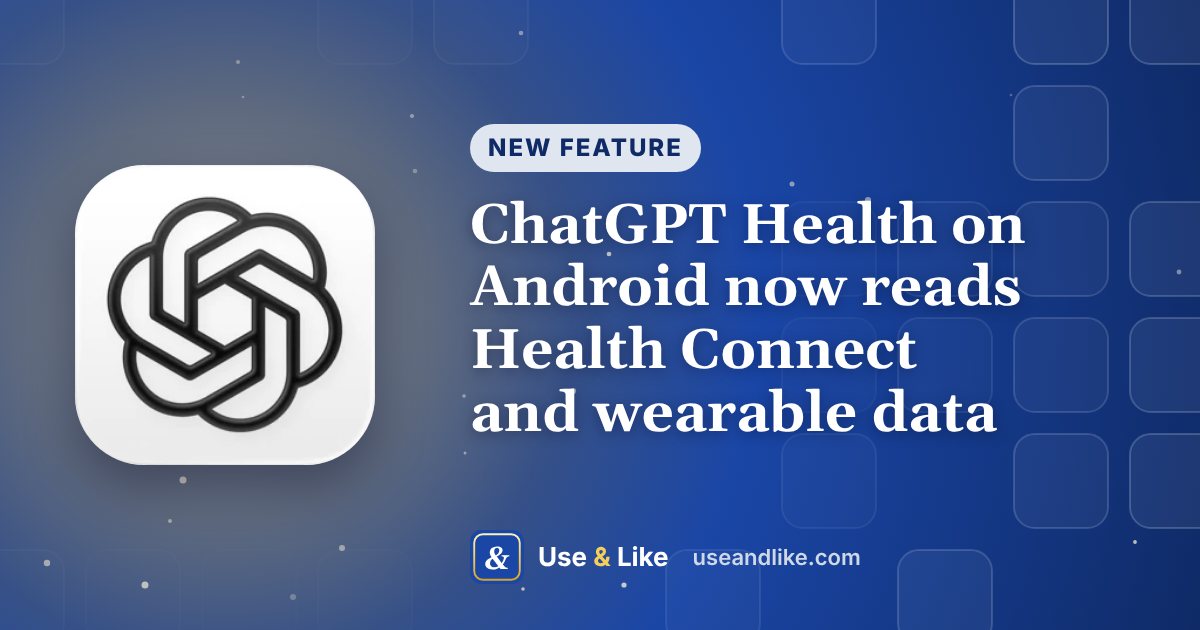 NEW FEATURE
ChatGPT Health on
Android now reads
Health Connect
and wearable data
& Use & Like useandlike.com